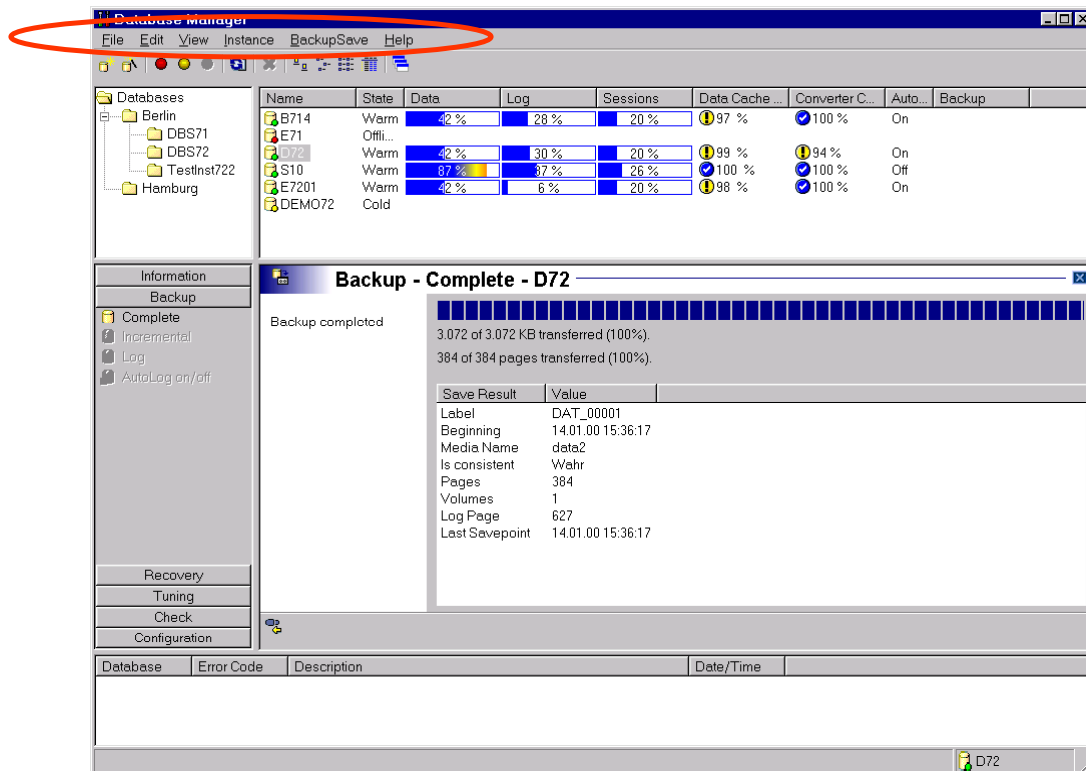 Database Manager
File Edit View Instance BackupSave Help
Databases
Berlin
DBS71
DBS72
TestInst722
Hamburg
Name State Data Log Sessions Data Cache ... Converter C... Auto... Backup
B714 Warm 42 % 28 % 20 % 97 % 100 % On
E71 Offli...
D72 Warm 42 % 30 % 20 % 99 % 94 % On
S10 Warm 87 % 37 % 26 % 100 % 100 % Off
E7201 Warm 42 % 6 % 20 % 98 % 100 % On
DEMO72 Cold
Information
Backup
Complete
Incremental
Log
AutoLog on/off
Recovery
Tuning
Check
Configuration
Backup - Complete - D72
Backup completed
3.072 of 3.072 KB transferred (100%).
384 of 384 pages transferred (100%).
Save Result Value
Label DAT_00001
Beginning 14.01.00 15:36:17
Media Name data2
Is consistent Wahr
Pages 384
Volumes 1
Log Page 627
Last Savepoint 14.01.00 15:36:17
Database Error Code Description Date/Time
D72